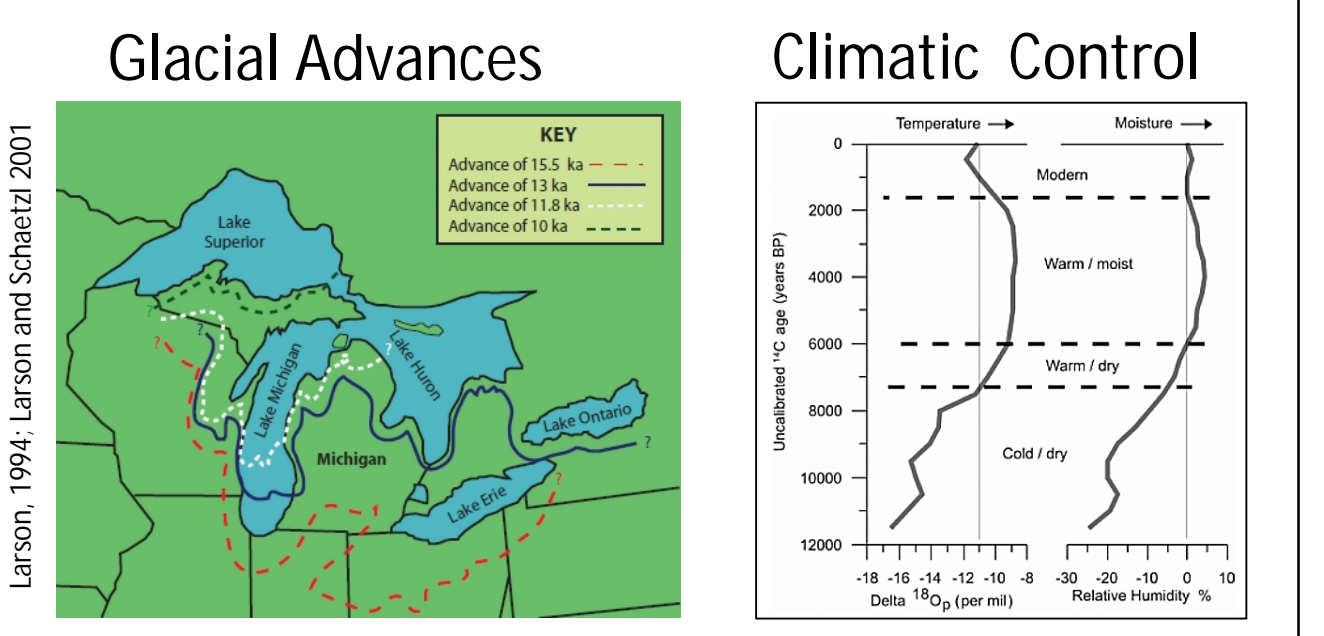 Glacial Advances
Larson, 1994; Larson and Schaetzl 2001
KEY
Advance of 15.5 ka
Advance of 13 ka
Advance of 11.8 ka
Advance of 10 ka
Lake
Superior
?
?
?
?
Lake Michigan
Lake Huron
Lake Ontario
?
Michigan
Lake Erie
?
Climatic Control
Temperature →
Moisture →
Uncalibrated ¹⁴C age (years BP)
0
2000
4000
6000
8000
10000
12000
Modern
Warm / moist
Warm / dry
Cold / dry
-18 -16 -14 -12 -10 -8
Delta ¹⁸Oₚ (per mil)
-30 -20 -10 0 10
Relative Humidity %